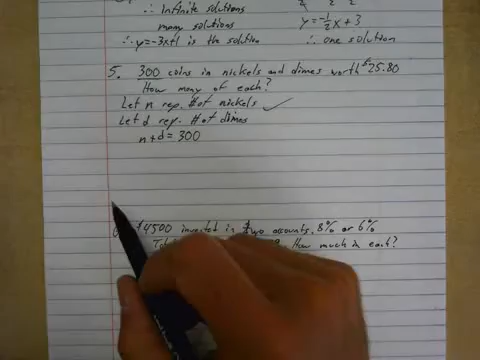 ∴ Infinite solutions
many solutions y = -1/2 x + 3
∴ y=-3x+1 is the solution ∴ one solution
5. 300 coins in nickels and dimes worth $25.80
How many of each?
Let n rep. # of nickels ✓
Let d rep. # of dimes
n+d = 300
$4500 invested in two accounts, 8% or 6%
How much in each?